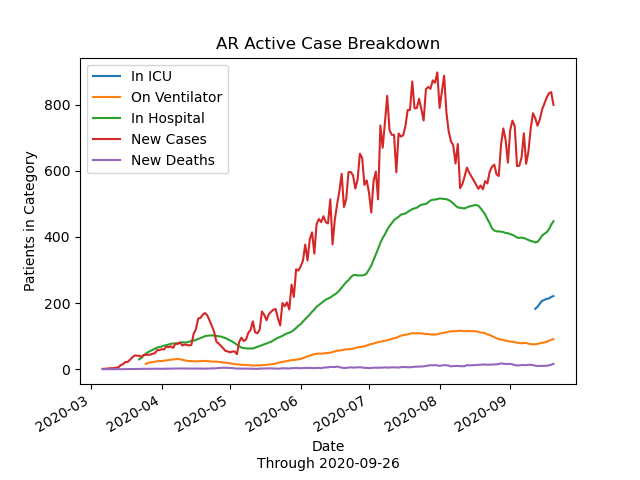 AR Active Case Breakdown
In ICU
On Ventilator
In Hospital
New Cases
New Deaths
Patients in Category
800
600
400
200
0
2020-03
2020-04
2020-05
2020-06
2020-07
2020-08
2020-09
Date
Through 2020-09-26